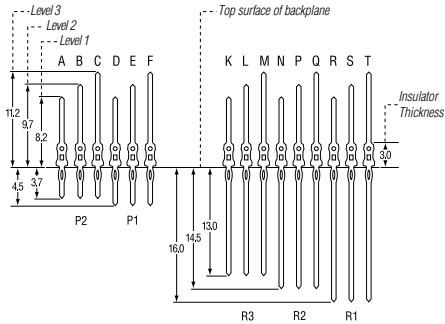 Level 3
Top surface of backplane
Level 2
Level 1
A B C D E F
K L M N P Q R S T
Insulator
Thickness
11.2
9.7
8.2
3.0
4.5
3.7
13.0
14.5
16.0
P2 P1
R3 R2 R1